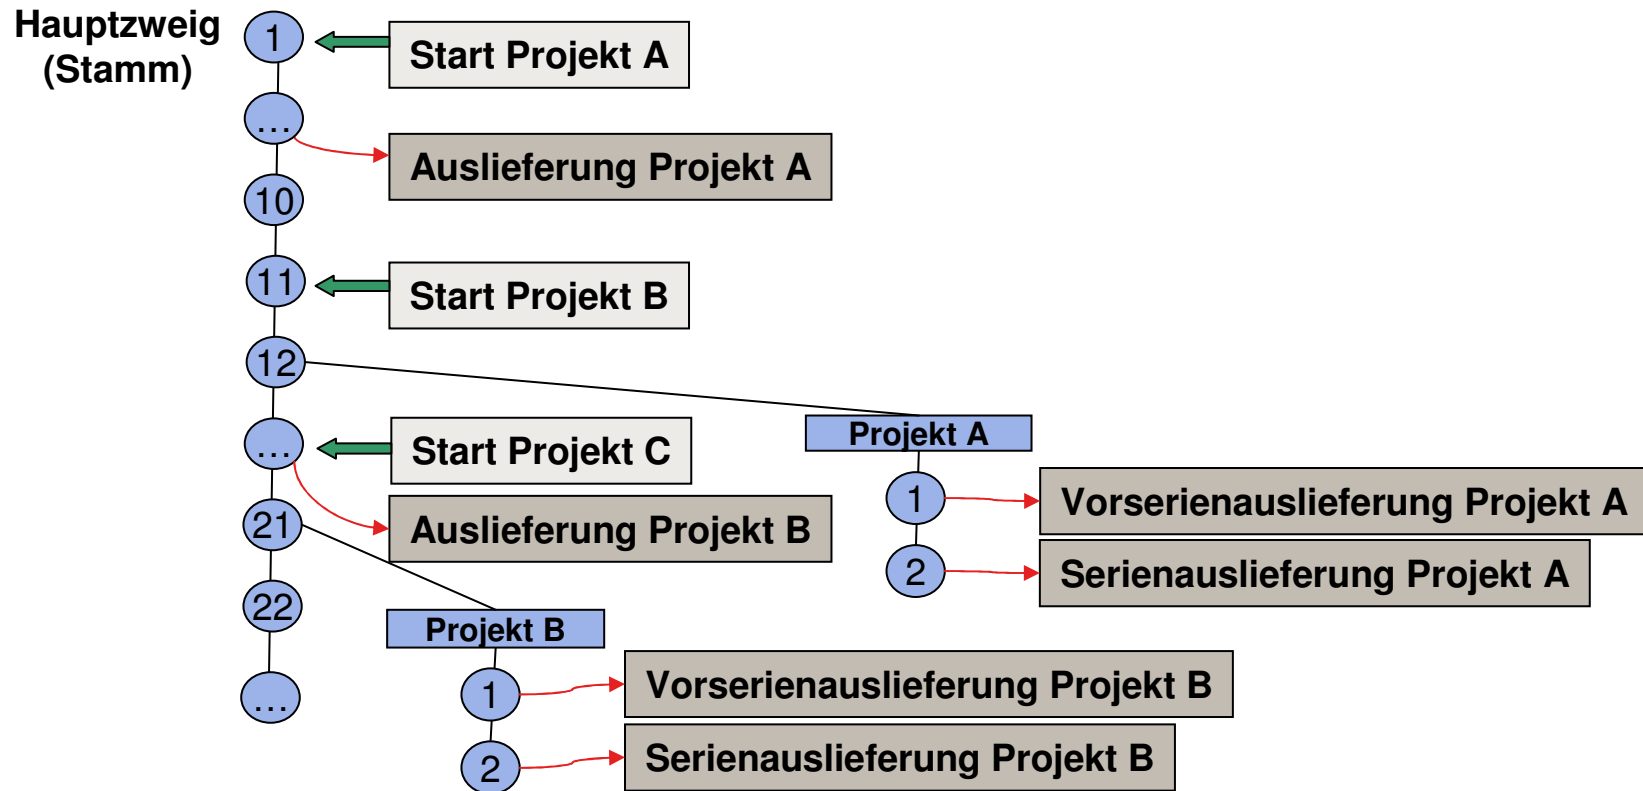 Hauptzweig
(Stamm)
1
Start Projekt A
...
Auslieferung Projekt A
10
11
Start Projekt B
12
...
Start Projekt C
Projekt A
1
Vorserienauslieferung Projekt A
21
Auslieferung Projekt B
2
Serienauslieferung Projekt A
22
Projekt B
...
1
Vorserienauslieferung Projekt B
2
Serienauslieferung Projekt B